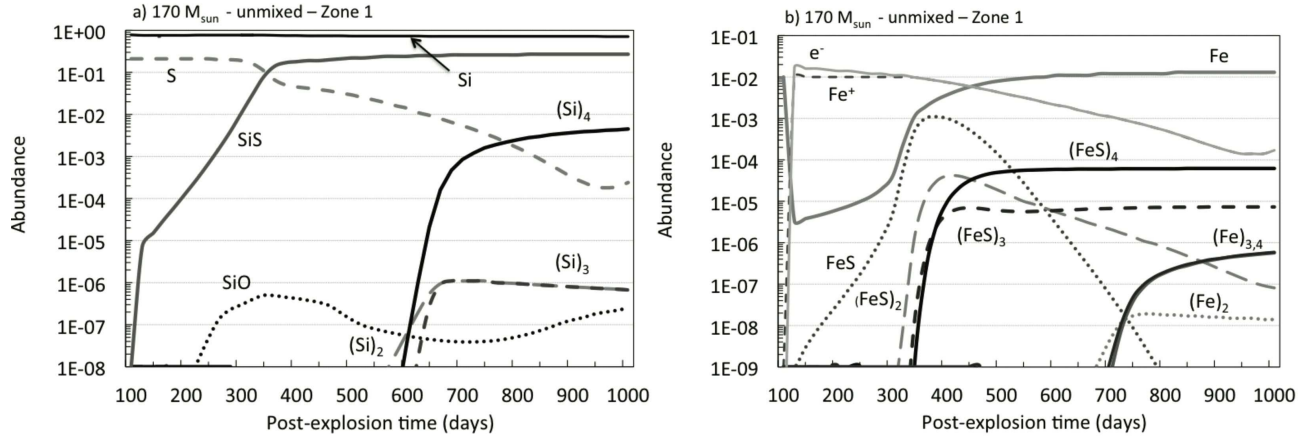 a) 170 Msun - unmixed – Zone 1
1E+00
1E-01
1E-02
1E-03
1E-04
1E-05
1E-06
1E-07
1E-08
Abundance
S
Si
SiS
(Si)4
SiO
(Si)3
(Si)2
100 200 300 400 500 600 700 800 900 1000
Post-explosion time (days)
b) 170 Msun - unmixed – Zone 1
1E-01
1E-02
1E-03
1E-04
1E-05
1E-06
1E-07
1E-08
1E-09
Abundance
e-
Fe
Fe+
(FeS)4
(FeS)3
FeS
(FeS)2
(Fe)3,4
(Fe)2
100 200 300 400 500 600 700 800 900 1000
Post-explosion time (days)